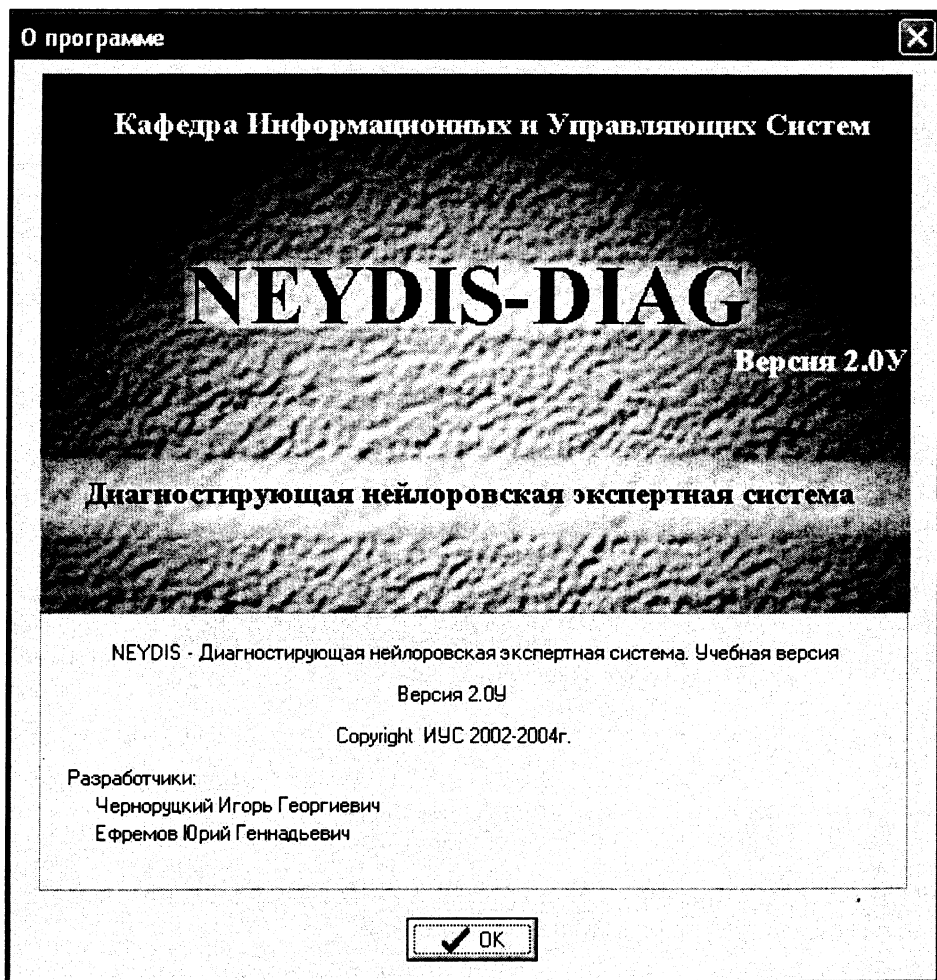 О программе
Кафедра Информационных и Управляющих Систем
NEYDIS-DIAG
Версия 2.0У
Диагностирующая нейлоровская экспертная система
NEYDIS - Диагностирующая нейлоровская экспертная система. Учебная версия
Версия 2.0У
Copyright ИУС 2002-2004г.
Разработчики:
Черноруцкий Игорь Георгиевич
Ефремов Юрий Геннадьевич
OK